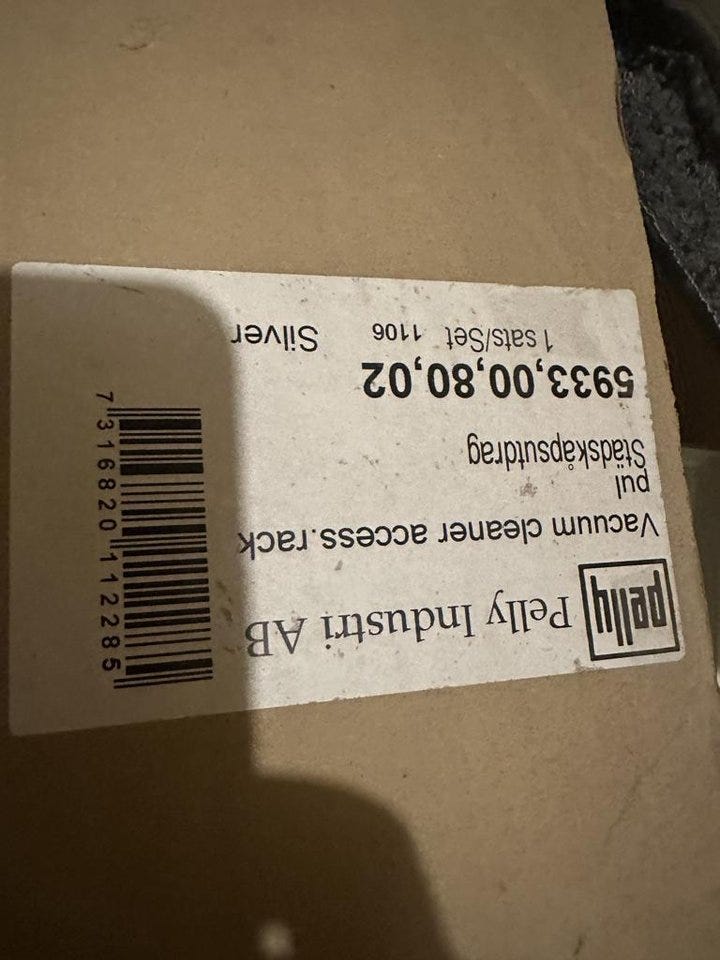 pelly Pelly Industri AB
Vacuum cleaner access.rack
pul
Städskåpsutdrag
5933,00,80,02
1 sats/Set 1106 Silver
7 316820 112285